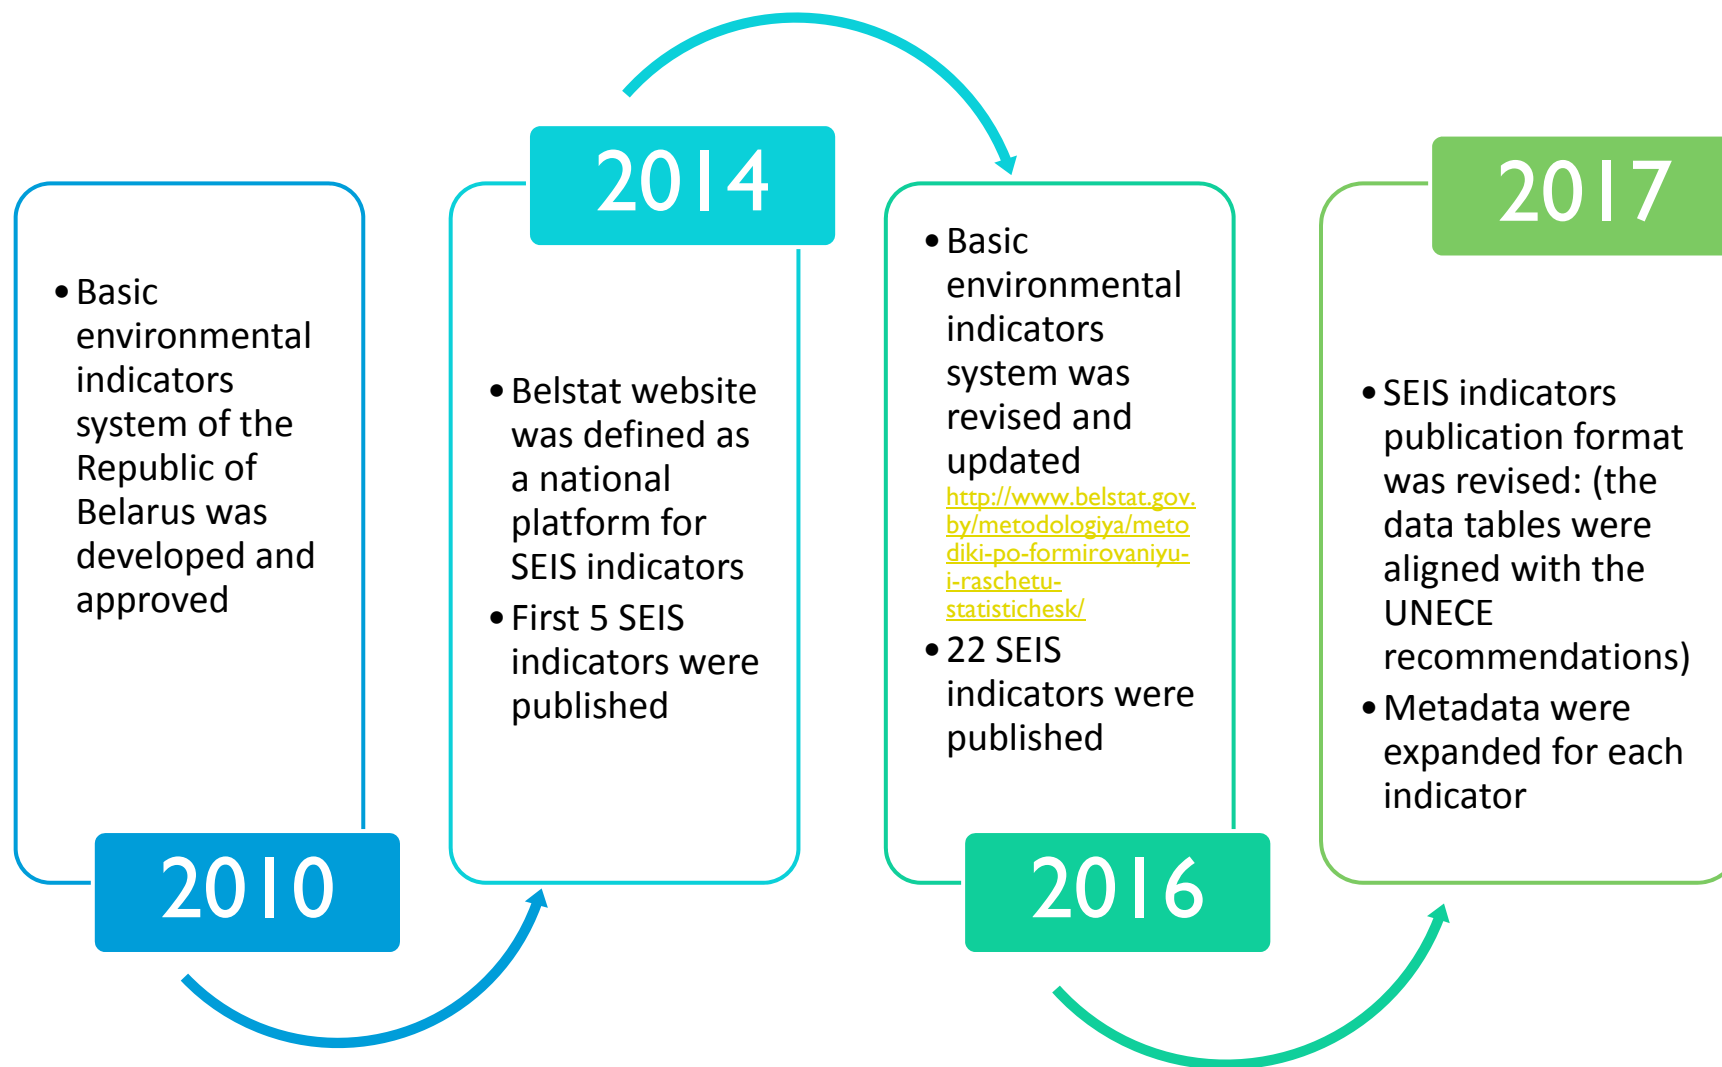 • Basic
environmental
indicators
system of the
Republic of
Belarus was
developed and
approved
2010
2014
• Belstat website
was defined as
a national
platform for
SEIS indicators
• First 5 SEIS
indicators were
published
• Basic
environmental
indicators
system was
revised and
updated
http://www.belstat.gov.
by/metodologiya/meto
diki-po-formirovaniyu-
i-raschetu-
statistichesk/
• 22 SEIS
indicators were
published
2016
2017
• SEIS indicators
publication format
was revised: (the
data tables were
aligned with the
UNECE
recommendations)
• Metadata were
expanded for each
indicator